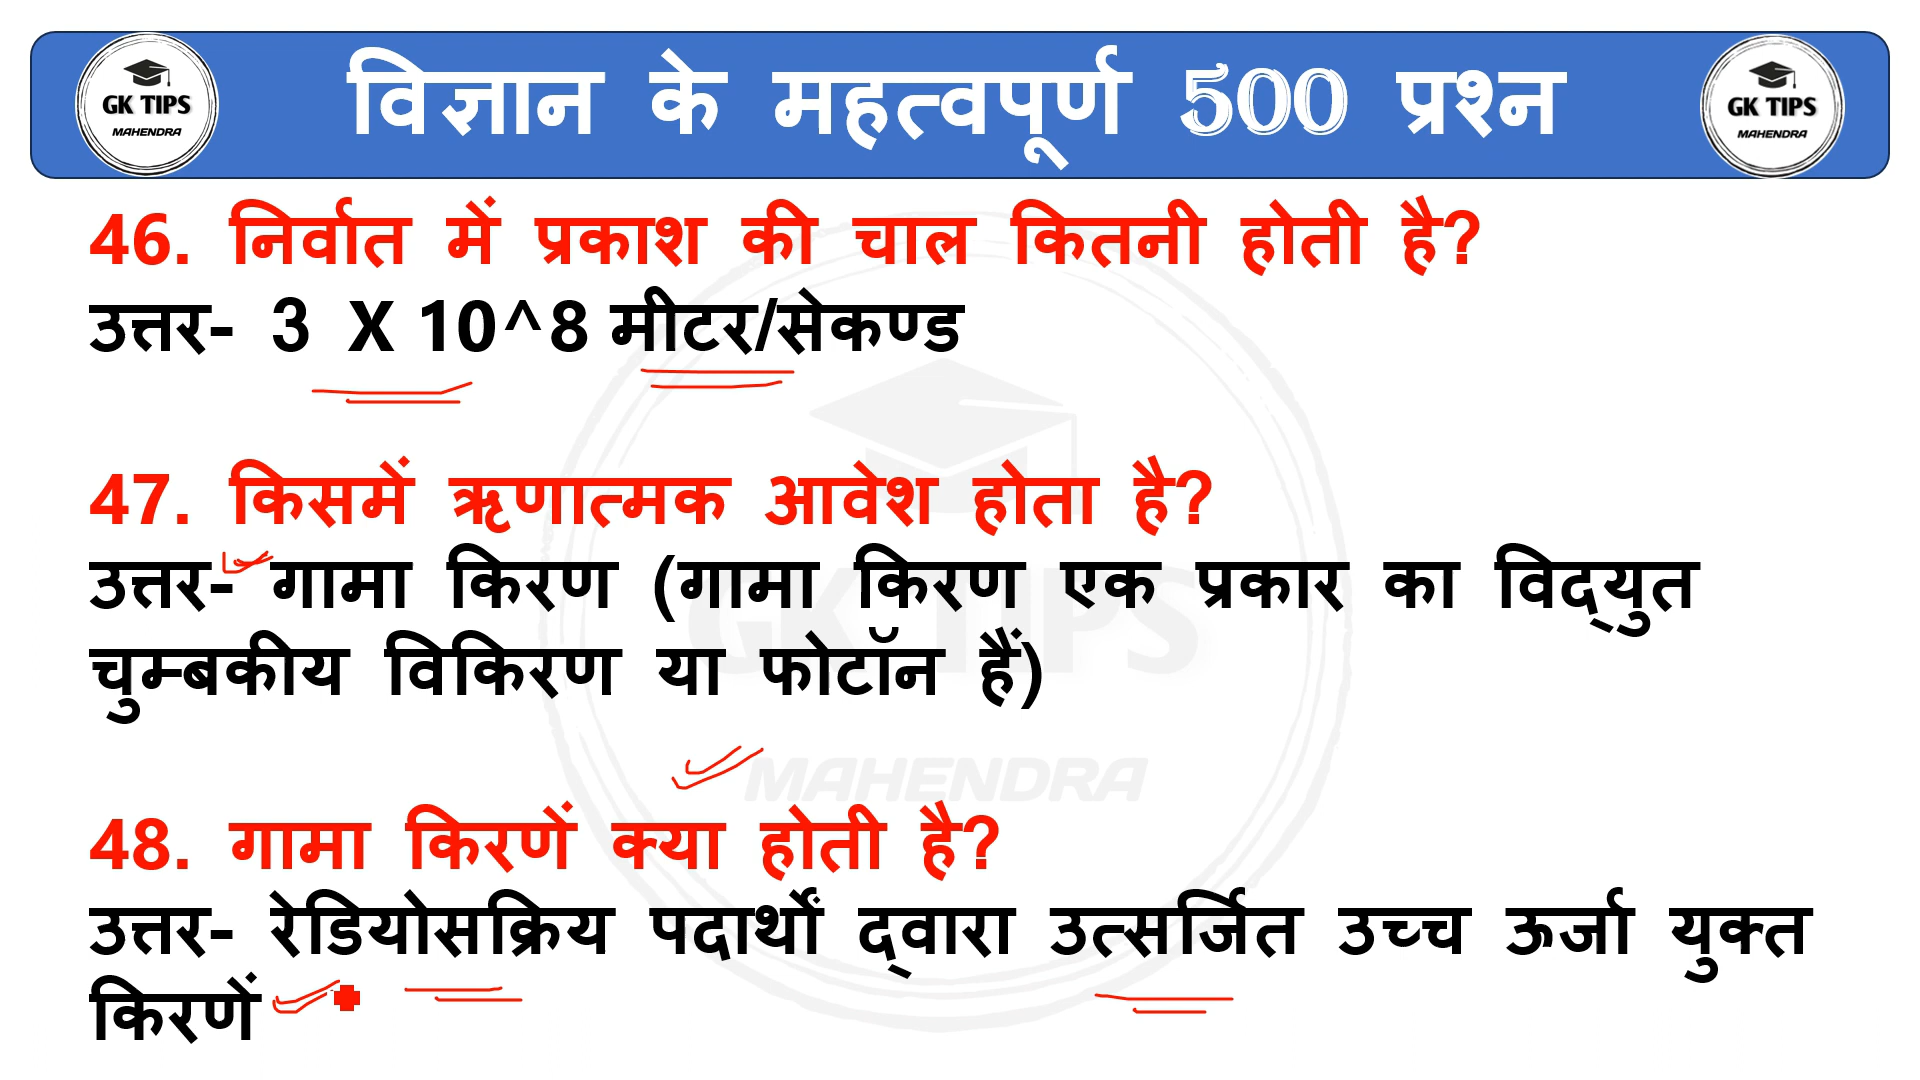 GK TIPS
MAHENDRA
विज्ञान के महत्वपूर्ण 500 प्रश्न
GK TIPS
MAHENDRA
46. निर्वात में प्रकाश की चाल कितनी होती है?
उत्तर- 3 X 10^8 मीटर/सेकण्ड
47. किसमें ऋणात्मक आवेश होता है?
उत्तर- गामा किरण (गामा किरण एक प्रकार का विद्युत
चुम्बकीय विकिरण या फोटॉन हैं)
48. गामा किरणें क्या होती है?
उत्तर- रेडियोसक्रिय पदार्थों द्वारा उत्सर्जित उच्च ऊर्जा युक्त
किरणें
GK TIPS
MAHENDRA